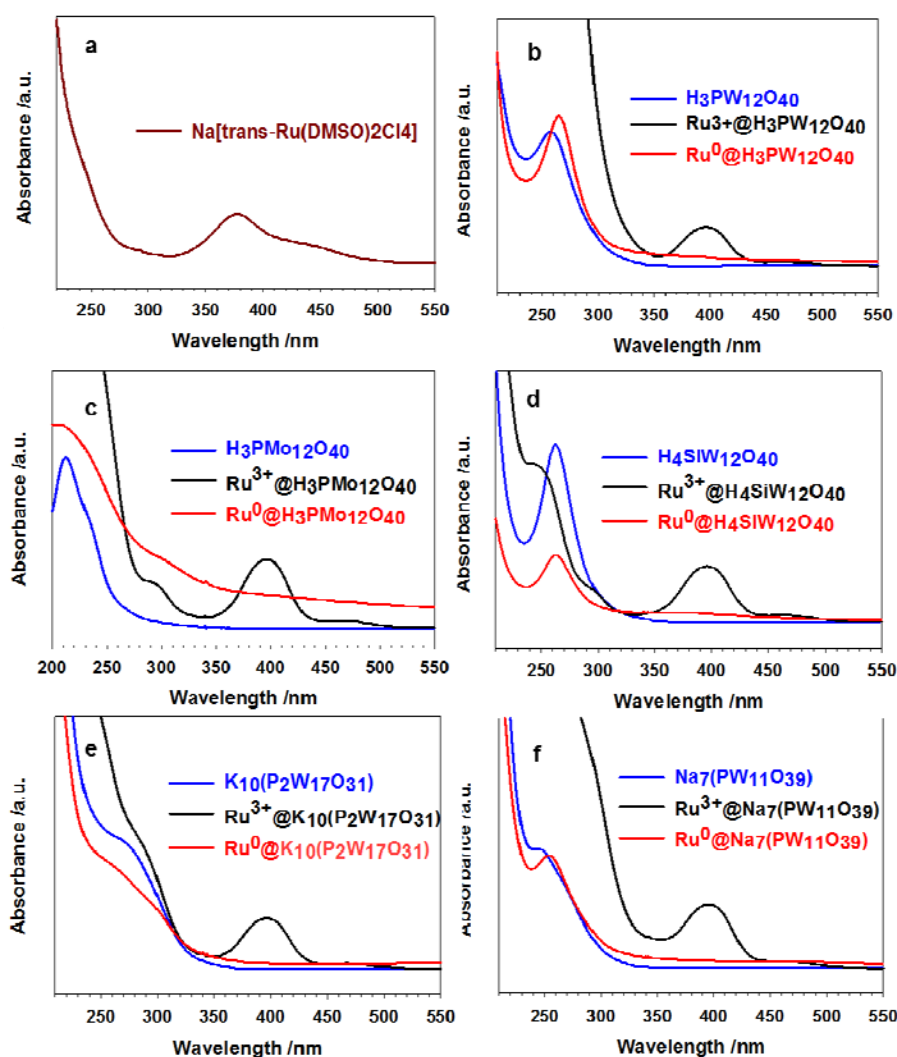 a
Na[trans-Ru(DMSO)2Cl4]
Absorbance /a.u.
250 300 350 400 450 500 550
Wavelength /nm
b
H3PW12O40
Ru3+@H3PW12O40
Ru0@H3PW12O40
Absorbance /a.u.
250 300 350 400 450 500 550
Wavelength /nm
c
H3PMo12O40
Ru3+@H3PMo12O40
Ru0@H3PMo12O40
Absorbance /a.u.
200 250 300 350 400 450 500 550
Wavelength /nm
d
H4SIW12O40
Ru3+@H4SiW12O40
Ru0@H4SIW12O40
Absorbance /a.u.
250 300 350 400 450 500 550
Wavelength /nm
e
K10(P2W17O31)
Ru3+@K10(P2W17O31)
Ru0@K10(P2W17O31)
Absorbance /a.u.
250 300 350 400 450 500 550
Wavelength /nm
f
Na7(PW11O39)
Ru3+@Na7(PW11O39)
Ru0@Na7(PW11O39)
Absorbance /a.u.
250 300 350 400 450 500 550
Wavelength /nm